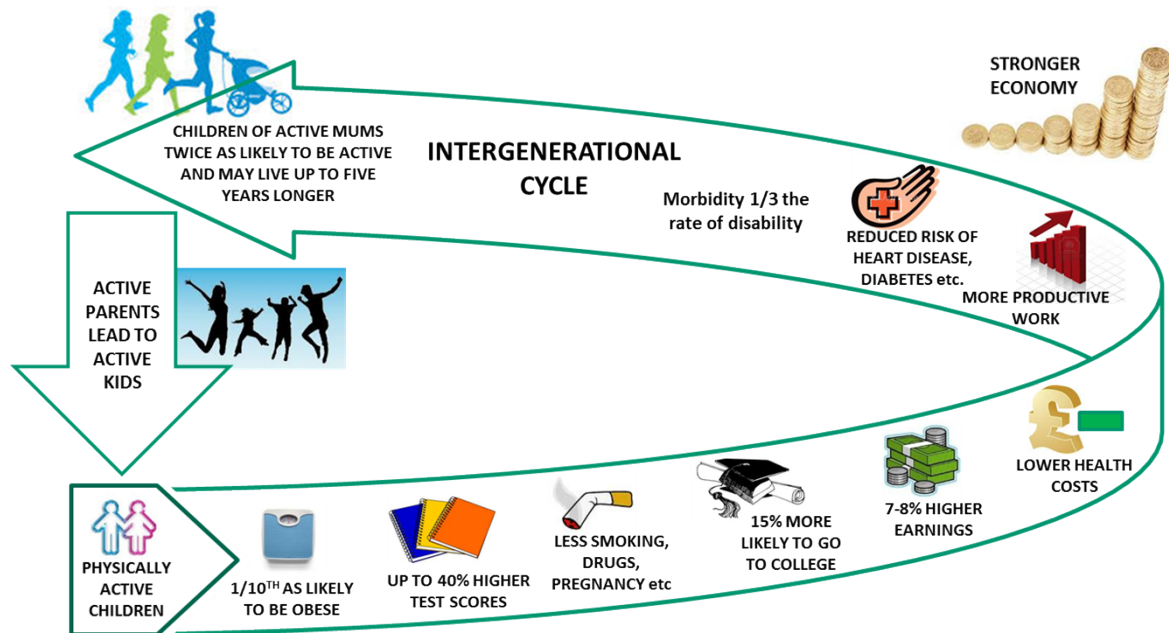 STRONGER
ECONOMY
CHILDREN OF ACTIVE MUMS
TWICE AS LIKELY TO BE ACTIVE
AND MAY LIVE UP TO FIVE
YEARS LONGER
INTERGENERATIONAL
CYCLE
Morbidity 1/3 the
rate of disability
REDUCED RISK OF
HEART DISEASE,
DIABETES etc.
MORE PRODUCTIVE
WORK
ACTIVE
PARENTS
LEAD TO
ACTIVE
KIDS
LOWER HEALTH
COSTS
7-8% HIGHER
EARNINGS
15% MORE
LIKELY TO GO
TO COLLEGE
LESS SMOKING,
DRUGS,
PREGNANCY etc
UP TO 40% HIGHER
TEST SCORES
1/10TH AS LIKELY
TO BE OBESE
PHYSICALLY
ACTIVE
CHILDREN